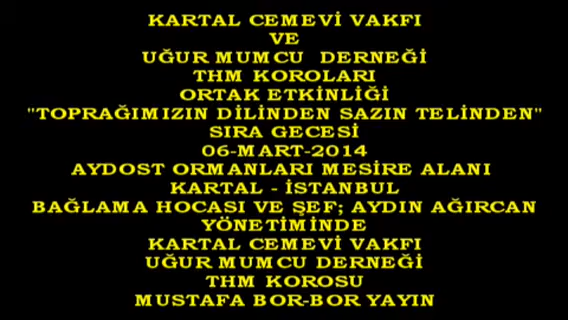 KARTAL CEMEVİ VAKFI
VE
UĞUR MUMCU DERNEĞİ
THM KOROLARI
ORTAK ETKİNLİĞİ
"TOPRAĞIMIZIN DİLİNDEN SAZIN TELİNDEN"
SIRA GECESİ
06-MART-2014
AYDOST ORMANLARI MESİRE ALANI
KARTAL - İSTANBUL
BAĞLAMA HOCASI VE ŞEF; AYDIN AĞIRCAN
YÖNETİMİNDE
KARTAL CEMEVİ VAKFI
UĞUR MUMCU DERNEĞİ
THM KOROSU
MUSTAFA BOR-BOR YAYIN